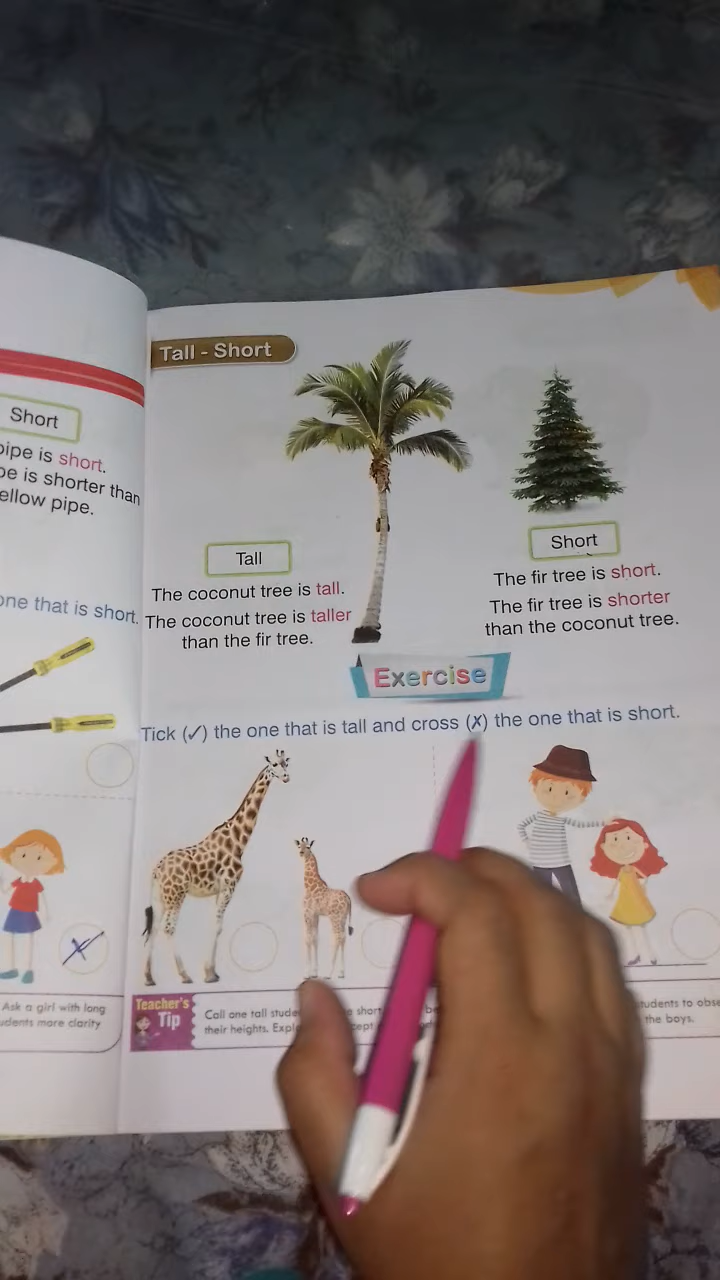 Short
pipe is short.
pe is shorter than
ellow pipe.
one that is short.
Ask a girl with long
udents more clarity
Tall - Short
Tall
The coconut tree is tall.
The coconut tree is taller
than the fir tree.
Short
The fir tree is short.
The fir tree is shorter
than the coconut tree.
Exercise
Tick (✓) the one that is tall and cross (✗) the one that is short.
Teacher's
Tip
Call one tall stude short be students to obse
their heights. Expl cept the boys.